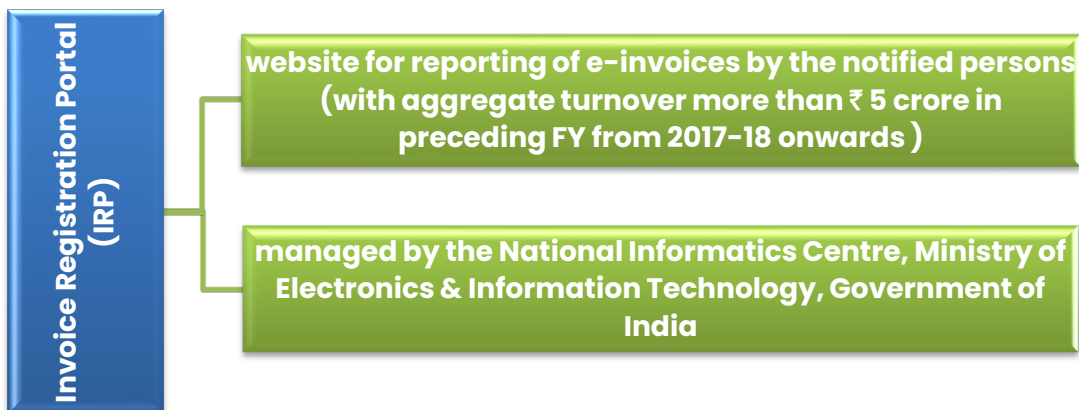 Invoice Registration Portal
(IRP)
website for reporting of e-invoices by the notified persons
(with aggregate turnover more than ₹ 5 crore in
preceding FY from 2017-18 onwards )
managed by the National Informatics Centre, Ministry of
Electronics & Information Technology, Government of
India